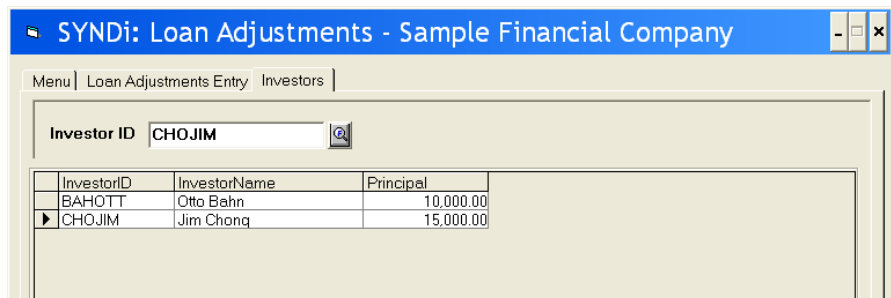 SYNDi: Loan Adjustments - Sample Financial Company
Menu Loan Adjustments Entry Investors
Investor ID CHOJIM
InvestorID InvestorName Principal
BAHOTT Otto Bahn 10,000.00
CHOJIM Jim Chong 15,000.00